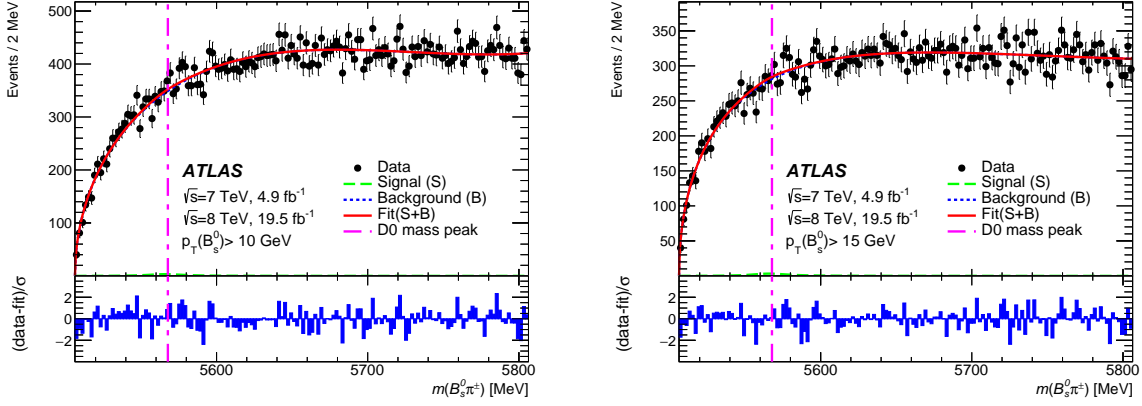 Events / 2 MeV
500
400
300
200
100
ATLAS
√s=7 TeV, 4.9 fb⁻¹
√s=8 TeV, 19.5 fb⁻¹
p_T(B_s^0)> 10 GeV
Data
Signal (S)
Background (B)
Fit(S+B)
D0 mass peak
(data-fit)/σ
2
0
−2
5600
5700
5800
m(B_s^0π±) [MeV]
Events / 2 MeV
350
300
250
200
150
100
50
ATLAS
√s=7 TeV, 4.9 fb⁻¹
√s=8 TeV, 19.5 fb⁻¹
p_T(B_s^0)> 15 GeV
Data
Signal (S)
Background (B)
Fit(S+B)
D0 mass peak
(data-fit)/σ
2
0
−2
5600
5700
5800
m(B_s^0π±) [MeV]